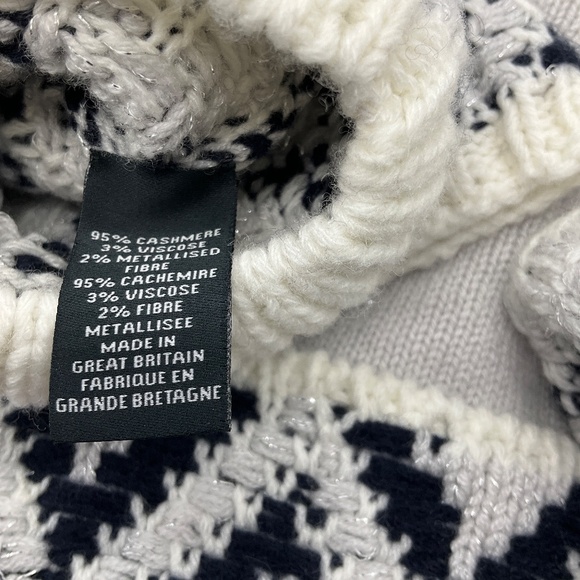 95% CASHMERE
3% VISCOSE
2% METALLISED
FIBRE
95% CACHEMIRE
3% VISCOSE
2% FIBRE
METALLISEE
MADE IN
GREAT BRITAIN
FABRIQUE EN
GRANDE BRETAGNE